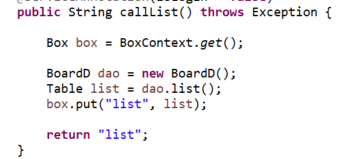 public String callList() throws Exception {
Box box = BoxContext.get();
BoardD dao = new BoardD();
Table list = dao.list();
box.put("list", list);
return "list";
}